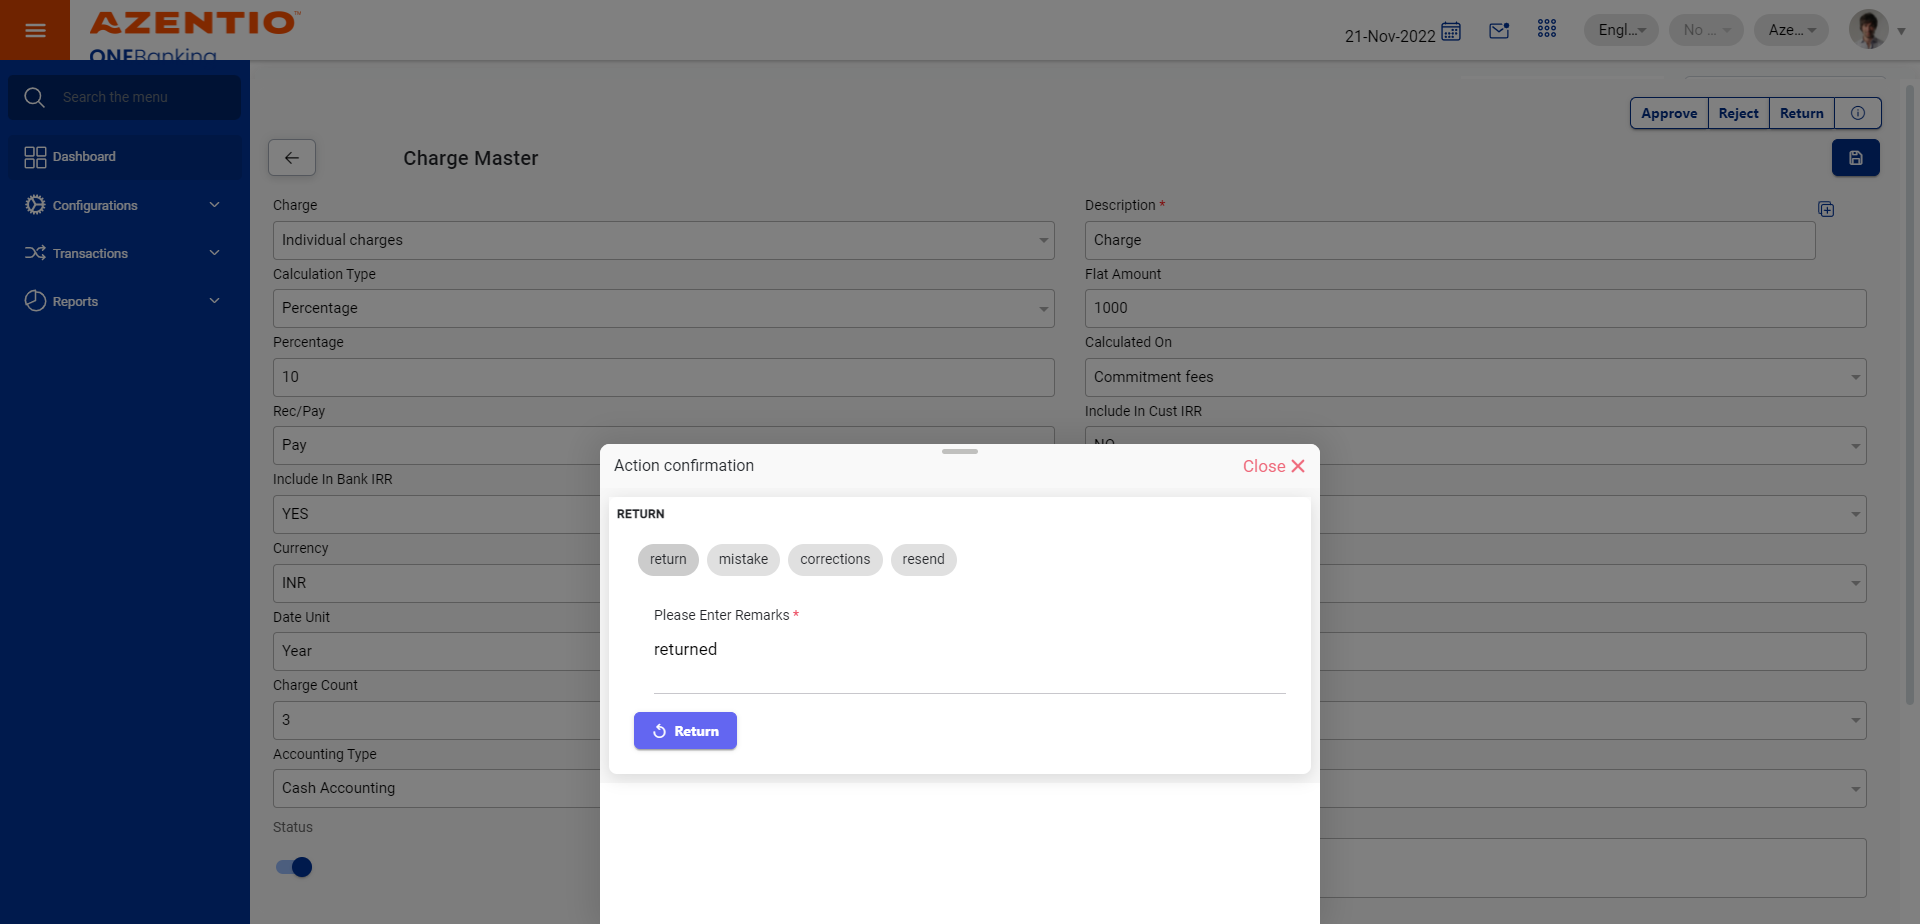 AZENTIO™
ONEBanking
21-Nov-2022
Engl...
No ...
Aze...
Search the menu
Dashboard
Configurations
Transactions
Reports
Approve
Reject
Return
Charge Master
Charge
Description *
Individual charges
Charge
Calculation Type
Flat Amount
Percentage
1000
Percentage
Calculated On
10
Commitment fees
Rec/Pay
Include In Cust IRR
Pay
NO
Include In Bank IRR
YES
Currency
INR
Date Unit
Year
Charge Count
3
Accounting Type
Cash Accounting
Status
Action confirmation
Close
RETURN
return
mistake
corrections
resend
Please Enter Remarks *
returned
Return